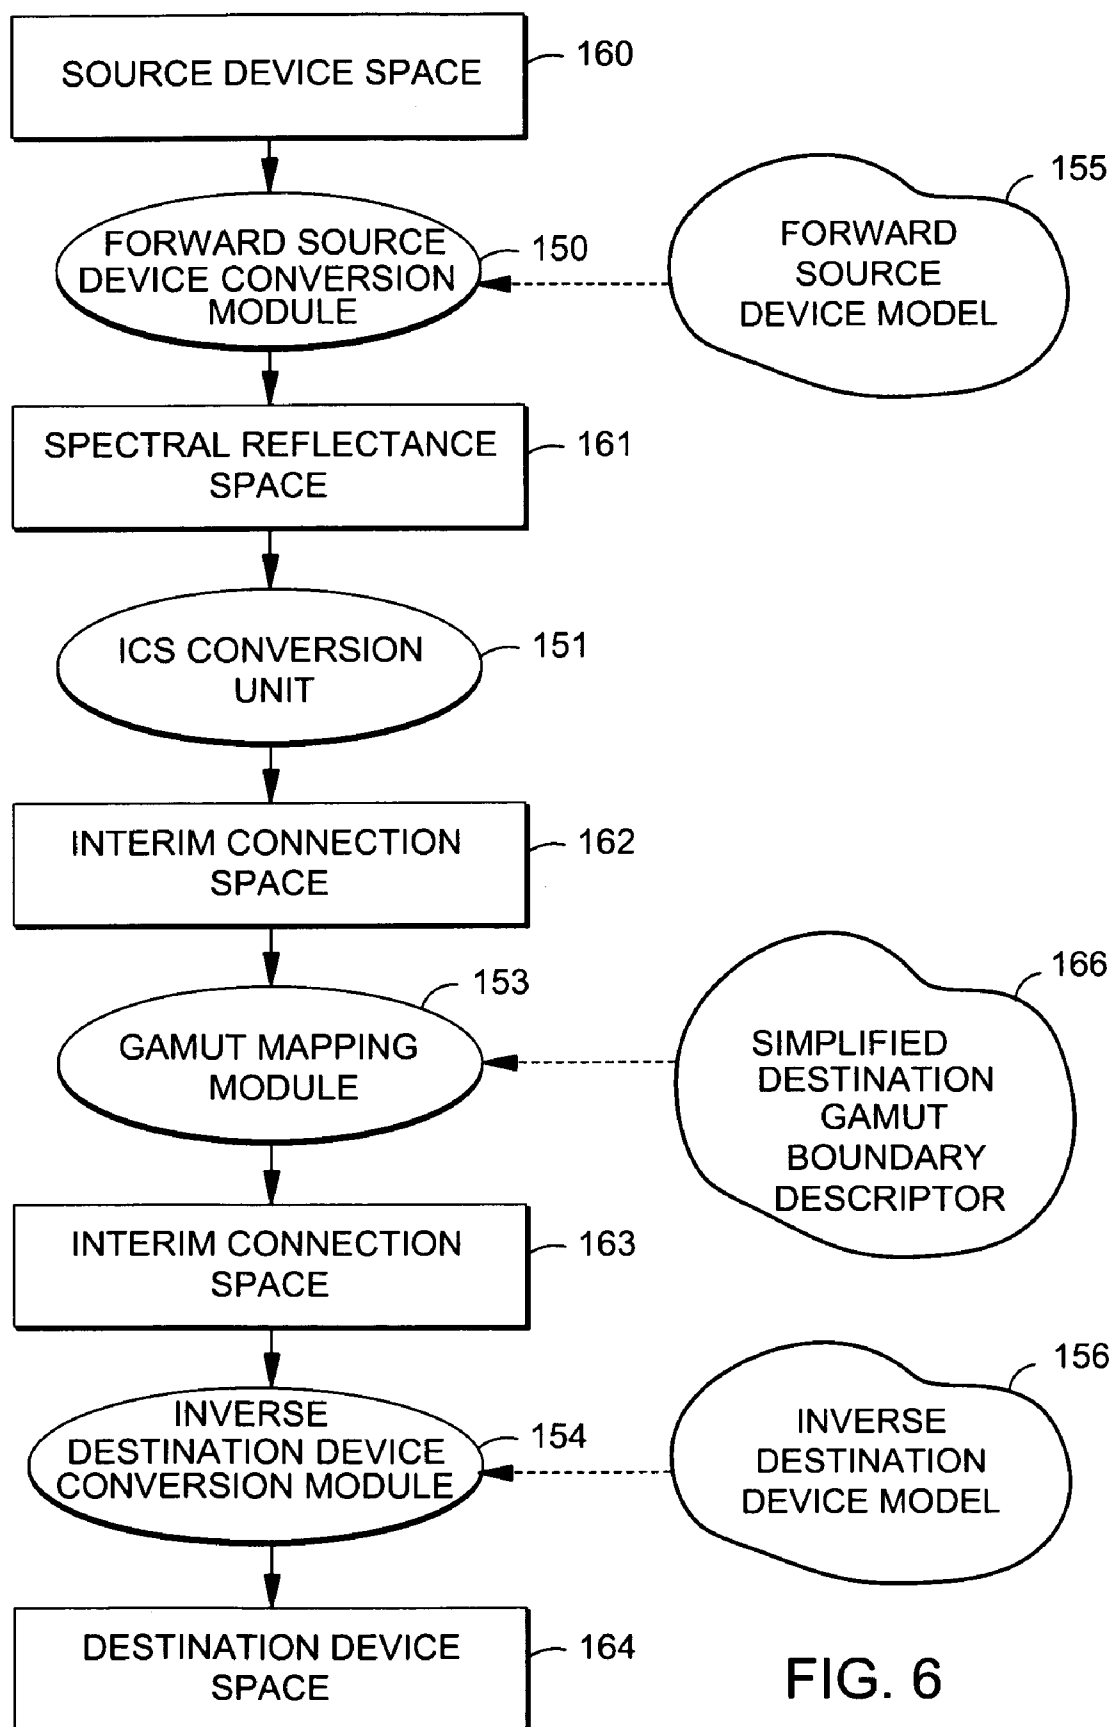 SOURCE DEVICE SPACE
160
FORWARD SOURCE
DEVICE CONVERSION
MODULE
150
155
FORWARD
SOURCE
DEVICE MODEL
SPECTRAL REFLECTANCE
SPACE
161
ICS CONVERSION
UNIT
151
INTERIM CONNECTION
SPACE
162
GAMUT MAPPING
MODULE
153
166
SIMPLIFIED
DESTINATION
GAMUT
BOUNDARY
DESCRIPTOR
INTERIM CONNECTION
SPACE
163
INVERSE
DESTINATION DEVICE
CONVERSION MODULE
154
156
INVERSE
DESTINATION
DEVICE MODEL
DESTINATION DEVICE
SPACE
164
FIG. 6